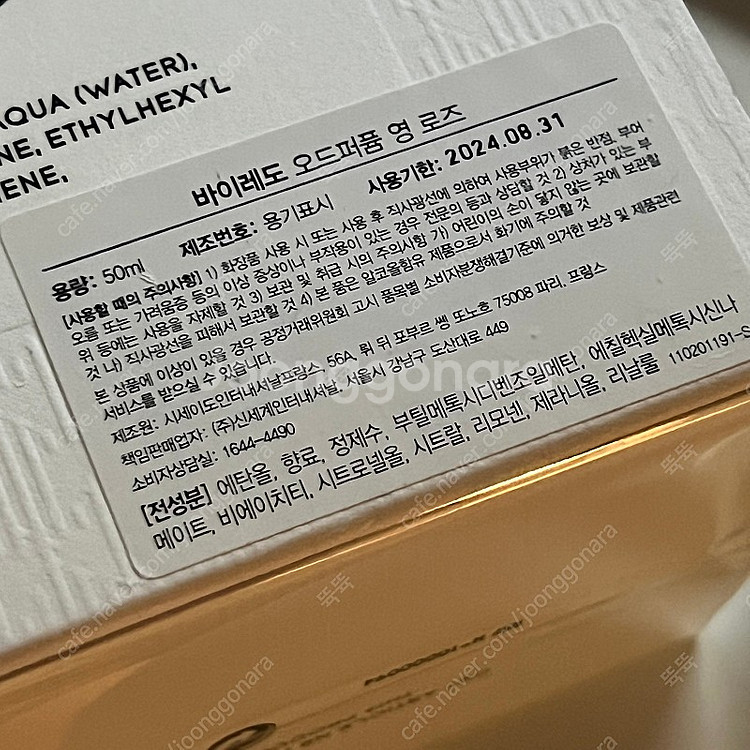 AQUA (WATER),
NE, ETHYLHEXYL
ENE,
바이레도 오드퍼퓸 영 로즈
용량: 50ml 제조번호: 용기표시 사용기한: 2024.08.31
[사용할 때의 주의사항] 1) 화장품 사용 시 또는 사용 후 직사광선에 의하여 사용부위가 붉은 반점, 부어
오름 또는 가려움증 등의 이상 증상이나 부작용이 있는 경우 전문의 등과 상담할 것 2) 상처가 있는 부
위 등에는 사용을 자제할 것 3) 보관 및 취급 시의 주의사항 가) 어린이의 손이 닿지 않는 곳에 보관할
것 나) 직사광선을 피해서 보관할 것 4) 본 품은 알코올함유 제품으로서 화기에 주의할 것
본 상품에 이상이 있을 경우 공정거래위원회 고시 품목별 소비자분쟁해결기준에 의거한 보상 및 제품관련
서비스를 받으실 수 있습니다.
제조원: 시세이도인터내셔날프랑스, 56A, 뤼 뒤 포부르 쌩 또노호 75008 파리, 프랑스
책임판매업자: (주)신세계인터내셔날, 서울시 강남구 도산대로 449
소비자상담실: 1644-4490
[전성분] 에탄올, 향료, 정제수, 부틸메톡시디벤조일메탄, 에칠헥실메톡시신나
메이트, 비에이치티, 시트로넬올, 시트랄, 리모넨, 제라니올, 리날룰 110201191-S
joonggonara
cafe.naver.com/joonggonara
뚝뚝